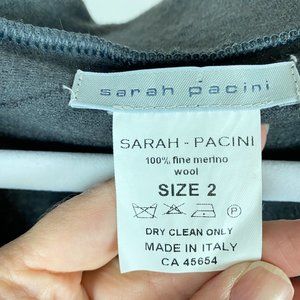 sarah pacini
SARAH - PACINI
100% fine merino
wool
SIZE 2
P
DRY CLEAN ONLY
MADE IN ITALY
CA 45654